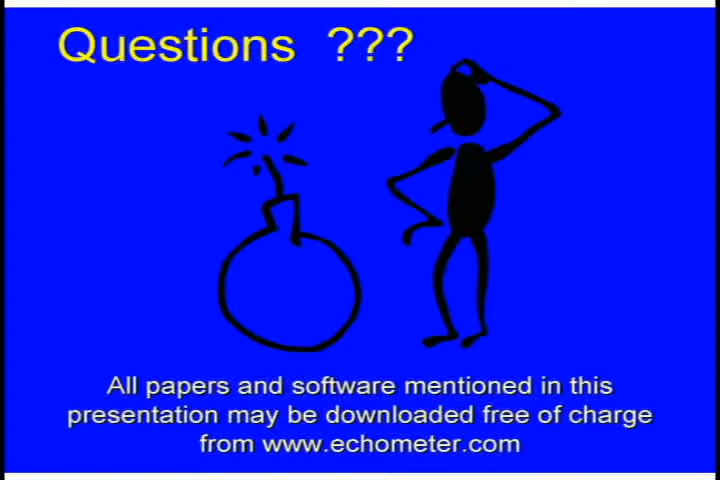 Questions ???
All papers and software mentioned in this
presentation may be downloaded free of charge
from www.echometer.com